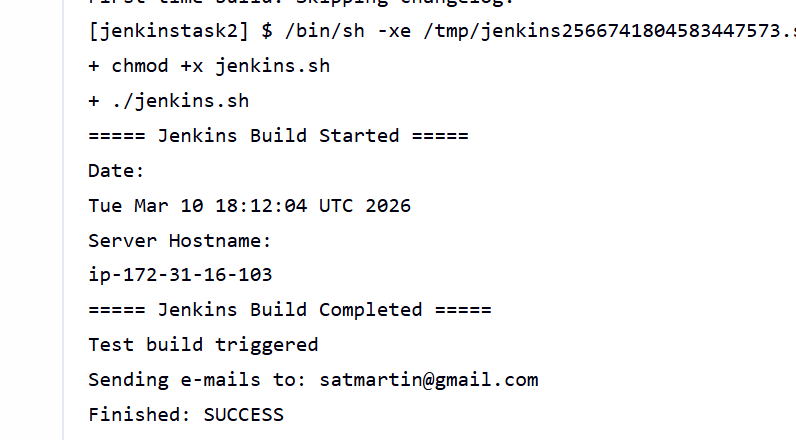 First time build. Skipping changelog.
[jenkinstask2] $ /bin/sh -xe /tmp/jenkins2566741804583447573.s
+ chmod +x jenkins.sh
+ ./jenkins.sh
===== Jenkins Build Started =====
Date:
Tue Mar 10 18:12:04 UTC 2026
Server Hostname:
ip-172-31-16-103
===== Jenkins Build Completed =====
Test build triggered
Sending e-mails to: satmartin@gmail.com
Finished: SUCCESS